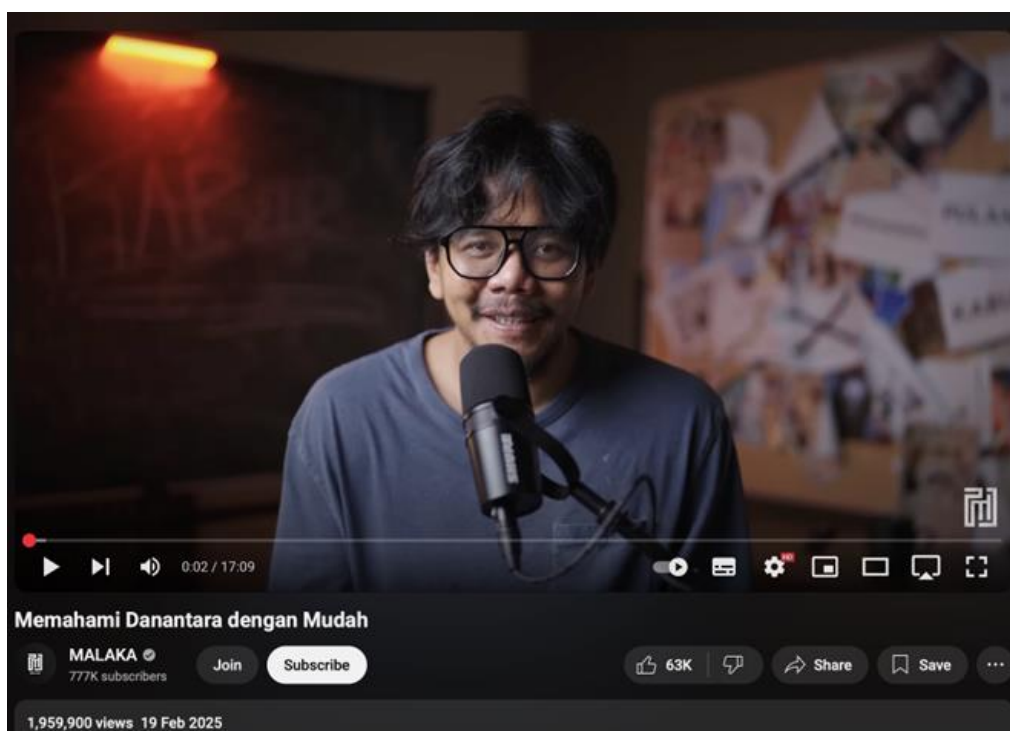 HD
0:02 / 17:09
Memahami Danantara dengan Mudah
MALAKA
777K subscribers
Join
Subscribe
63K
Share
Save
1,959,900 views 19 Feb 2025